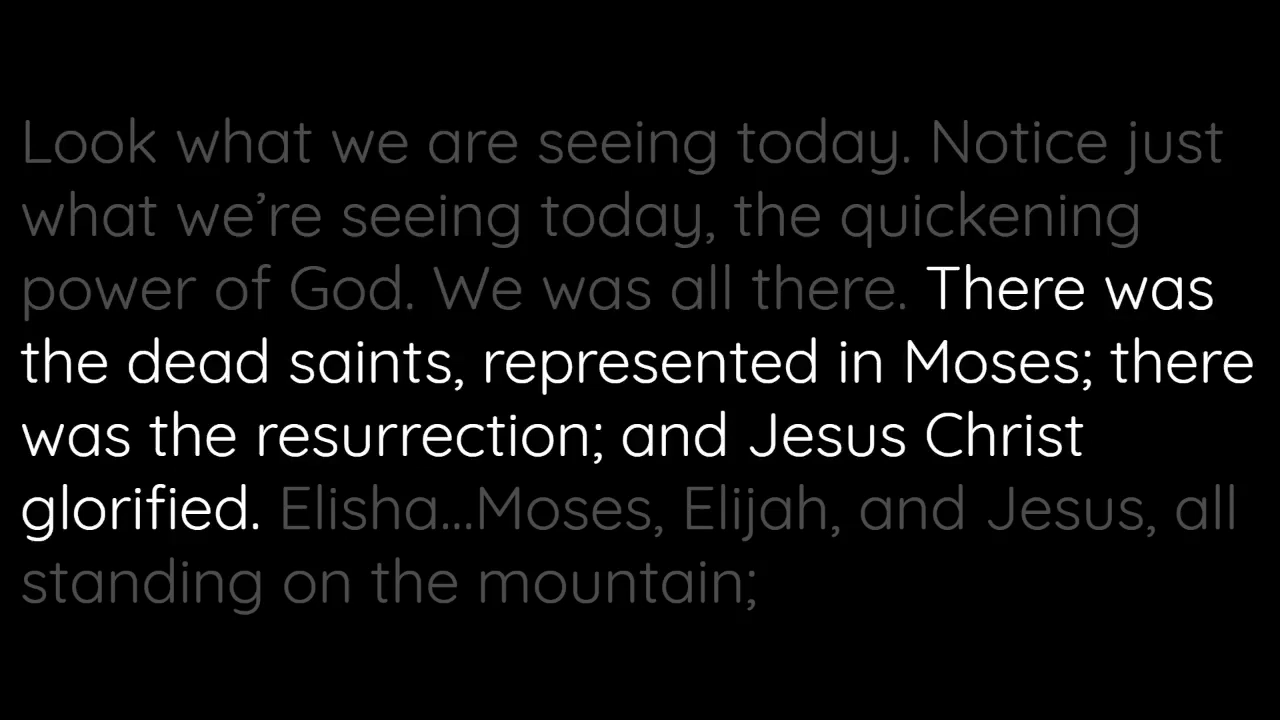 Look what we are seeing today. Notice just
what we’re seeing today, the quickening
power of God. We was all there. There was
the dead saints, represented in Moses; there
was the resurrection; and Jesus Christ
glorified. Elisha...Moses, Elijah, and Jesus, all
standing on the mountain;